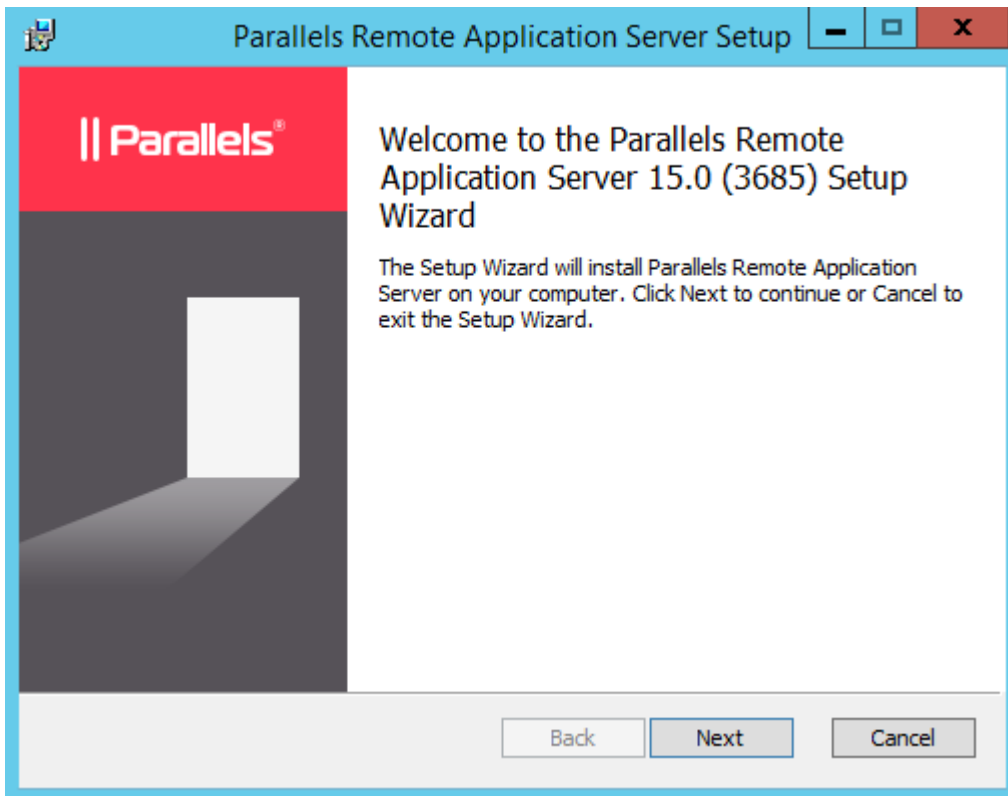 Parallels Remote Application Server Setup
|| Parallels®
Welcome to the Parallels Remote
Application Server 15.0 (3685) Setup
Wizard
The Setup Wizard will install Parallels Remote Application
Server on your computer. Click Next to continue or Cancel to
exit the Setup Wizard.
Back
Next
Cancel